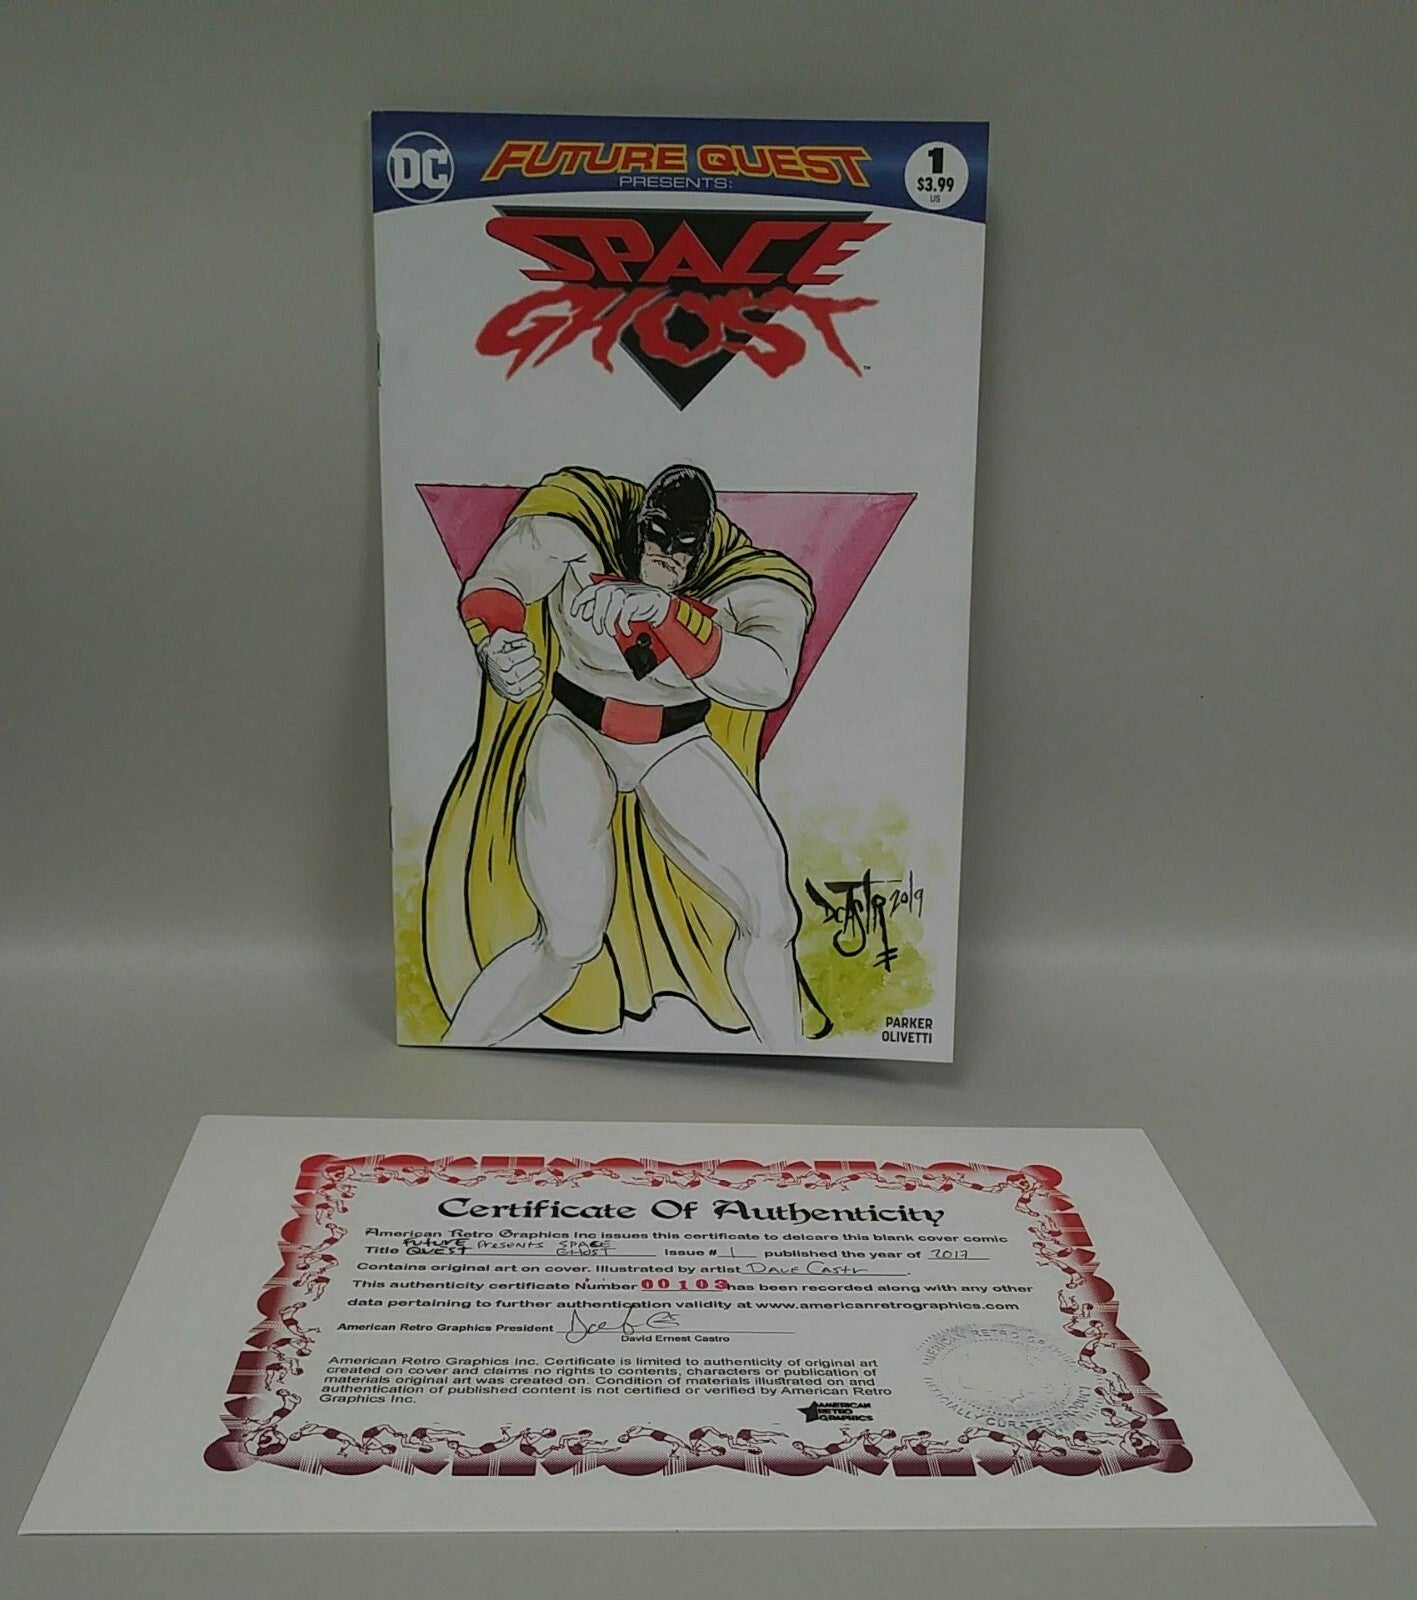 DC
FUTURE QUEST
PRESENTS:
1
$3.99
US
SPACE
GHOST
™
DCASTR 2019
PARKER
OLIVETTI
Certificate Of Authenticity
American Retro Graphics Inc issues this certificate to delcare this blank cover comic
Title FUTURE QUEST PRESENTS SPACE GHOST Issue # 1 published the year of 2017
Contains original art on cover. Illustrated by artist Dave Castr.
This authenticity certificate Number 00103 has been recorded along with any other
data pertaining to further authentication validity at www.americanretrographics.com
American Retro Graphics President
David Ernest Castro
American Retro Graphics Inc. Certificate is limited to authenticity of original art
created on cover and claims no rights to contents, characters or publication of
materials original art was created on. Condition of materials illustrated on and
authentication of published content is not certified or verified by American Retro
Graphics Inc.
AMERICAN
RETRO
GRAPHICS
AMERICAN RETRO GRAPHICS
OFFICIALLY CURATED PRODUCT